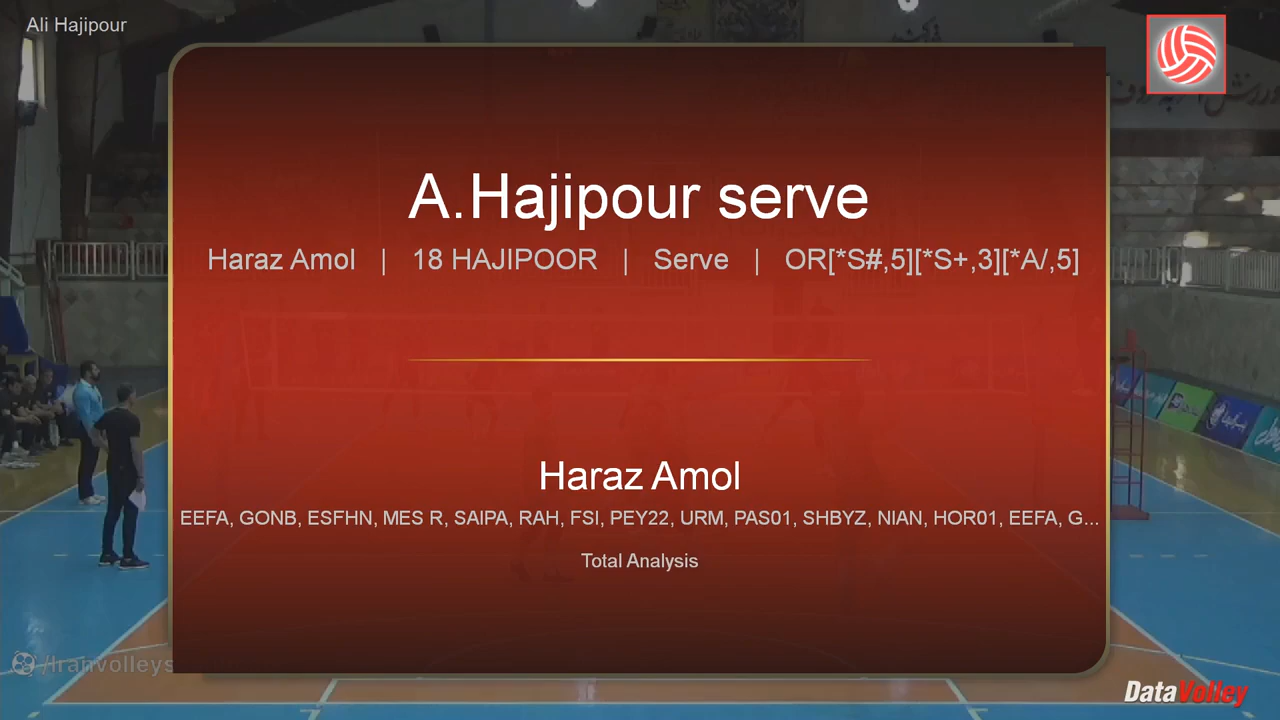 Ali Hajipour
A.Hajipour serve
Haraz Amol | 18 HAJIPOOR | Serve | OR[*S#,5][*S+,3][*A/,5]
Haraz Amol
EEFA, GONB, ESFHN, MES R, SAIPA, RAH, FSI, PEY22, URM, PAS01, SHBYZ, NIAN, HOR01, EEFA, G...
Total Analysis
/Iranvolleys
DataVolley